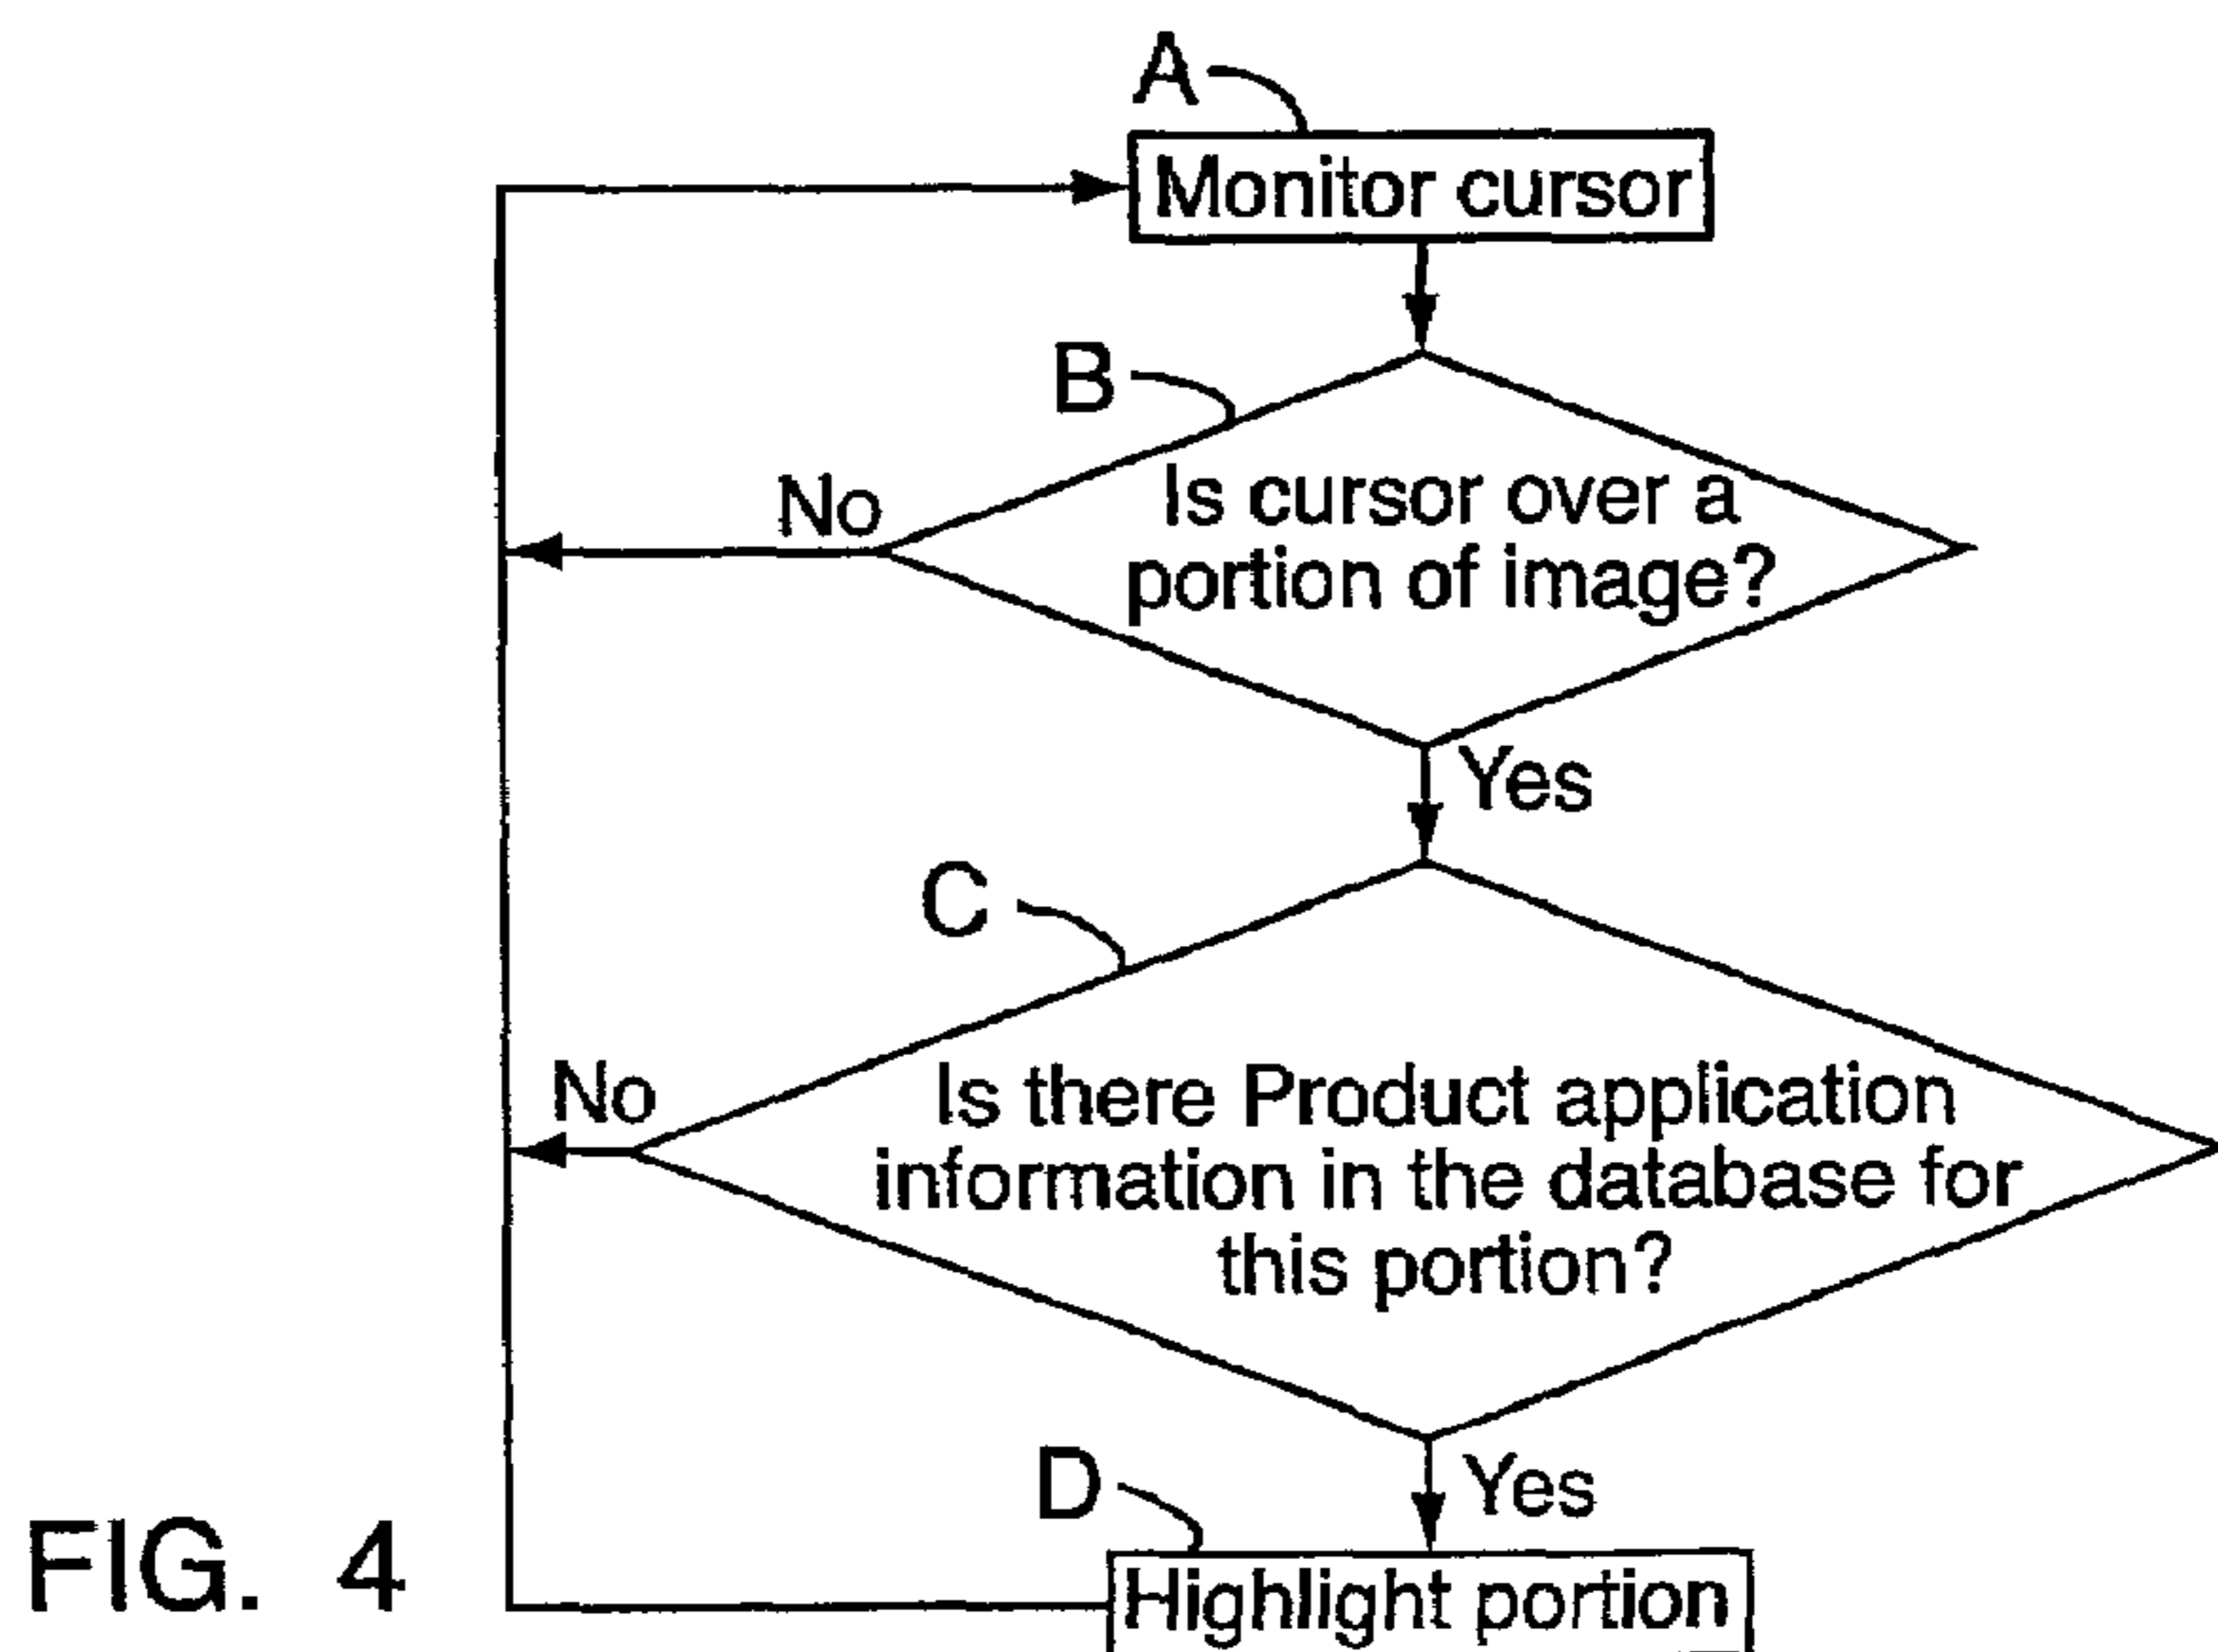 A
Monitor cursor
B
No
Is cursor over a
portion of image?
Yes
C
No
Is there Product application
information in the database for
this portion?
D
Yes
FIG. 4
Highlight portion